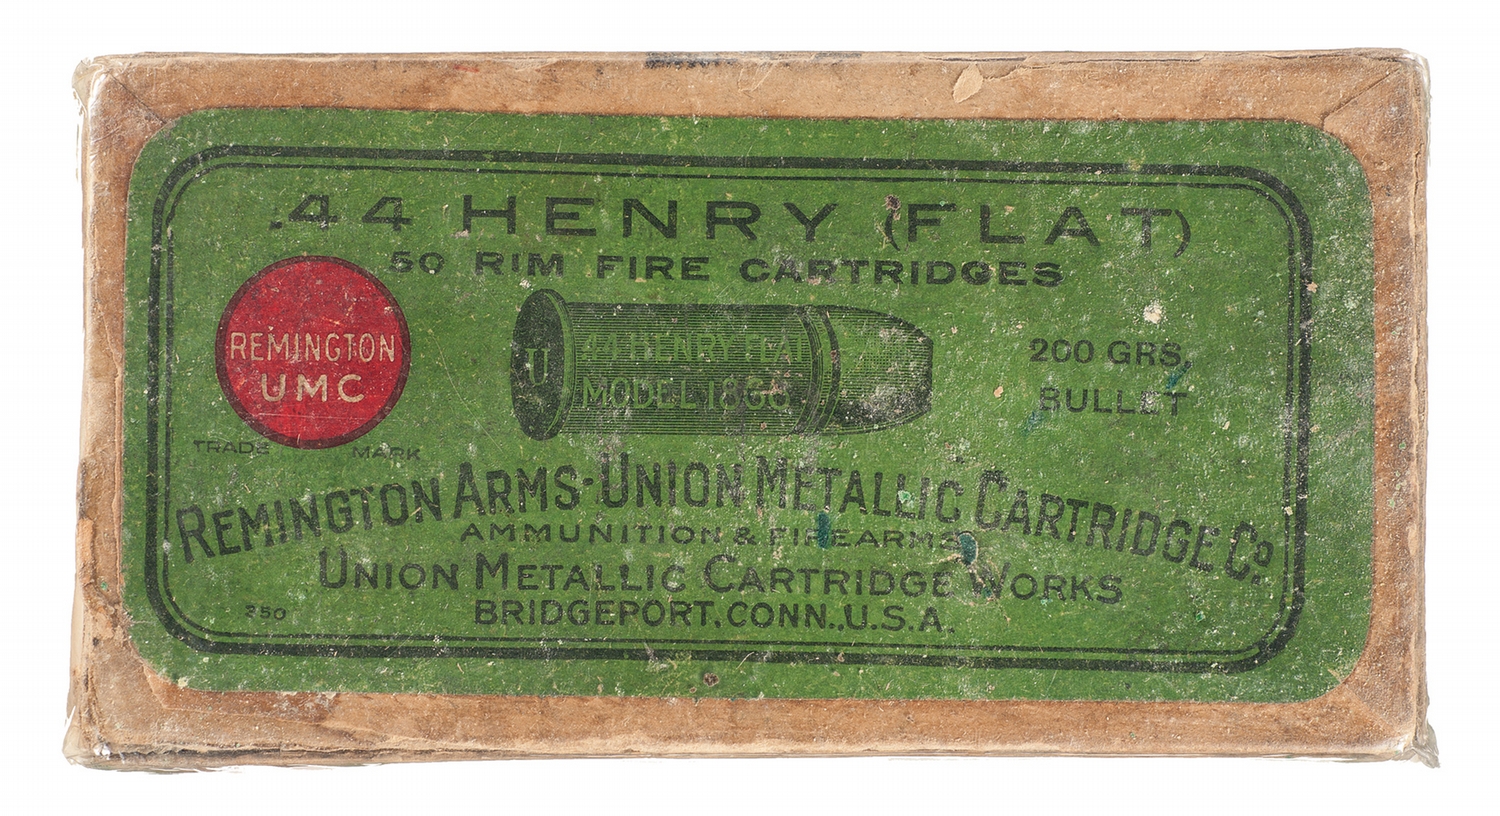 .44 HENRY (FLAT)
50 RIM FIRE CARTRIDGES
REMINGTON
UMC
TRADE MARK
U
44 HENRY FLAT
MODEL 1866
200 GRS.
BULLET
REMINGTON ARMS-UNION METALLIC CARTRIDGE Co.
AMMUNITION & FIREARMS
UNION METALLIC CARTRIDGE WORKS
BRIDGEPORT, CONN., U.S.A.